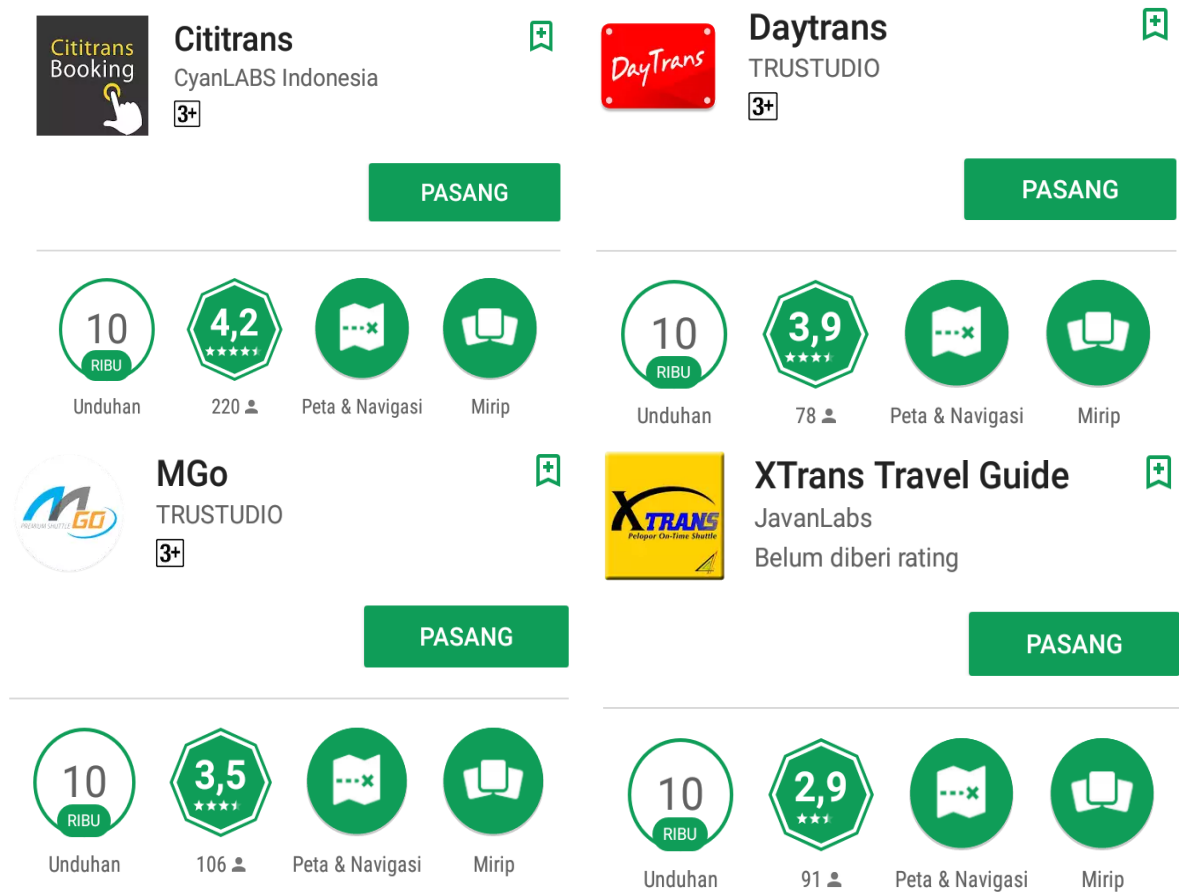 Cititrans
Booking
Cititrans
CyanLABS Indonesia
3+
PASANG
10
RIBU
Unduhan
4,2
220
Peta & Navigasi
Mirip
DayTrans
Daytrans
TRUSTUDIO
3+
PASANG
10
RIBU
Unduhan
3,9
78
Peta & Navigasi
Mirip
MGO
PREMIUM SHUTTLE
MGo
TRUSTUDIO
3+
PASANG
10
RIBU
Unduhan
3,5
106
Peta & Navigasi
Mirip
XTRANS
Pelopor On-Time Shuttle
XTrans Travel Guide
JavanLabs
Belum diberi rating
PASANG
10
RIBU
Unduhan
2,9
91
Peta & Navigasi
Mirip